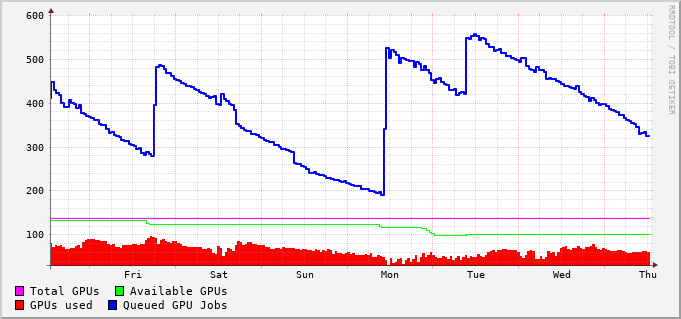 600
500
400
300
200
100
Fri Sat Sun Mon Tue Wed Thu
Total GPUs Available GPUs
GPUs used Queued GPU Jobs
RRDTOOL / TOBI OETIKER